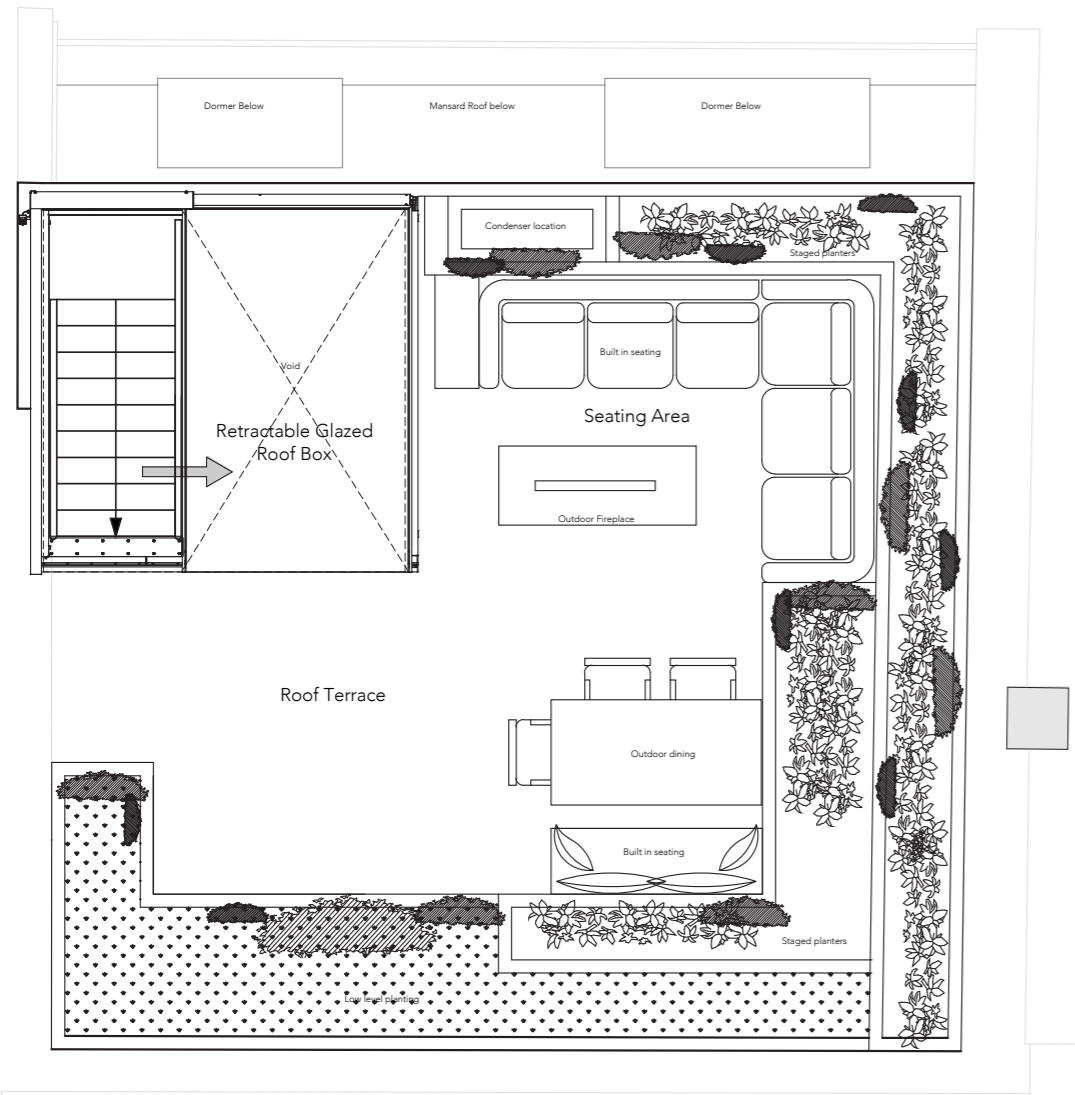 Dormer Below
Mansard Roof below
Dormer Below
Condenser location
Staged planters
Built in seating
Void
Seating Area
Retractable Glazed
Roof Box
Outdoor Fireplace
Roof Terrace
Outdoor dining
Built in seating
Staged planters
Low level planting